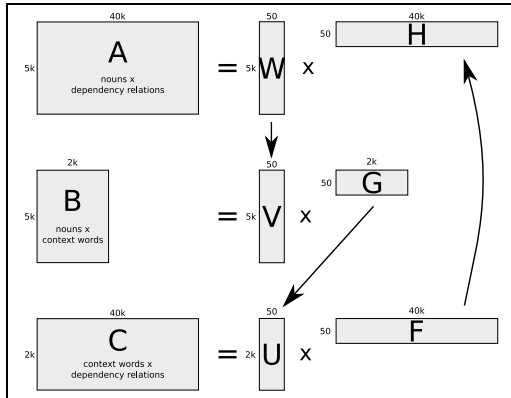 40k 50 40k
5k A = 5k W x 50 H
nouns x
dependency relations
2k 50 2k
5k B = 5k V x 50 G
nouns x
context words
40k 50 40k
2k C = 2k U x 50 F
context words x
dependency relations